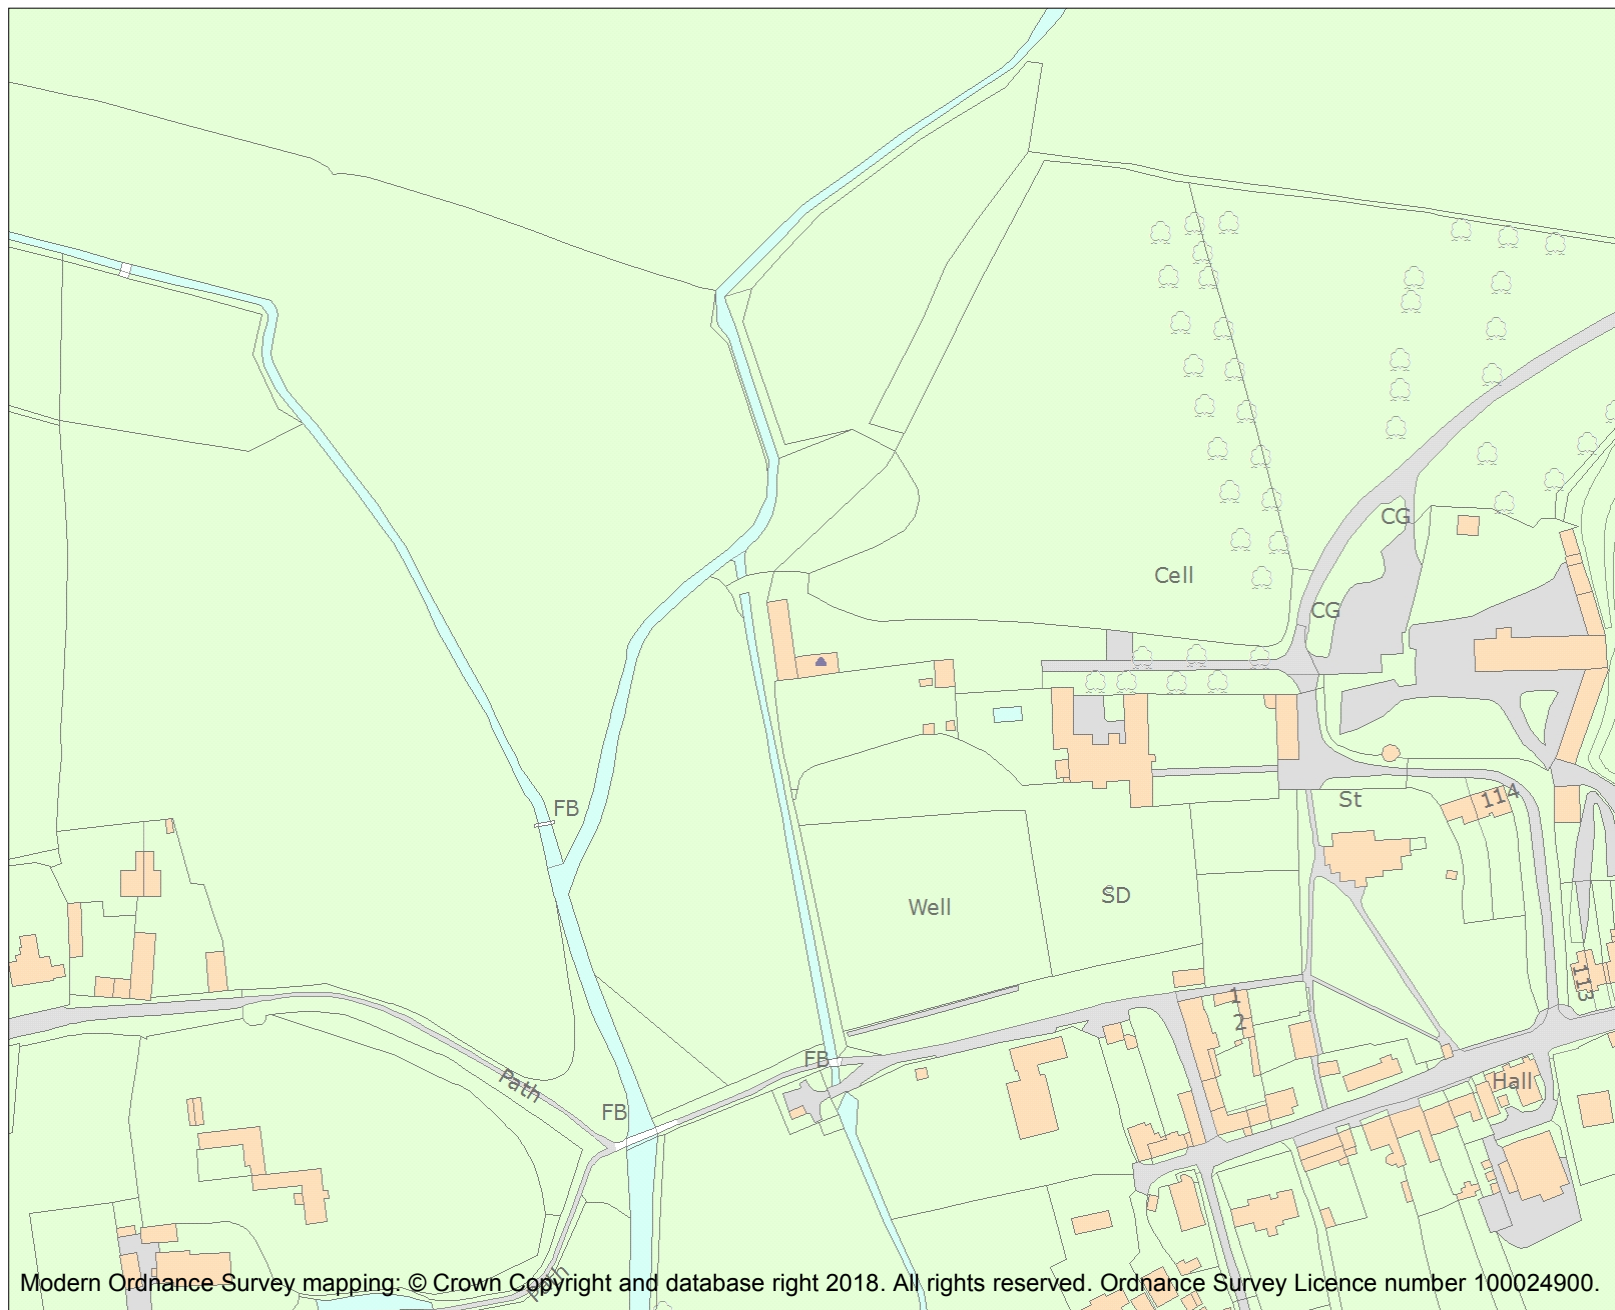 CG
Cell
CG
FB
St
114
SD
Well
113
1
2
FB
Path
Hall
FB
Path
Modern Ordnance Survey mapping: © Crown Copyright and database right 2018. All rights reserved. Ordnance Survey Licence number 100024900.